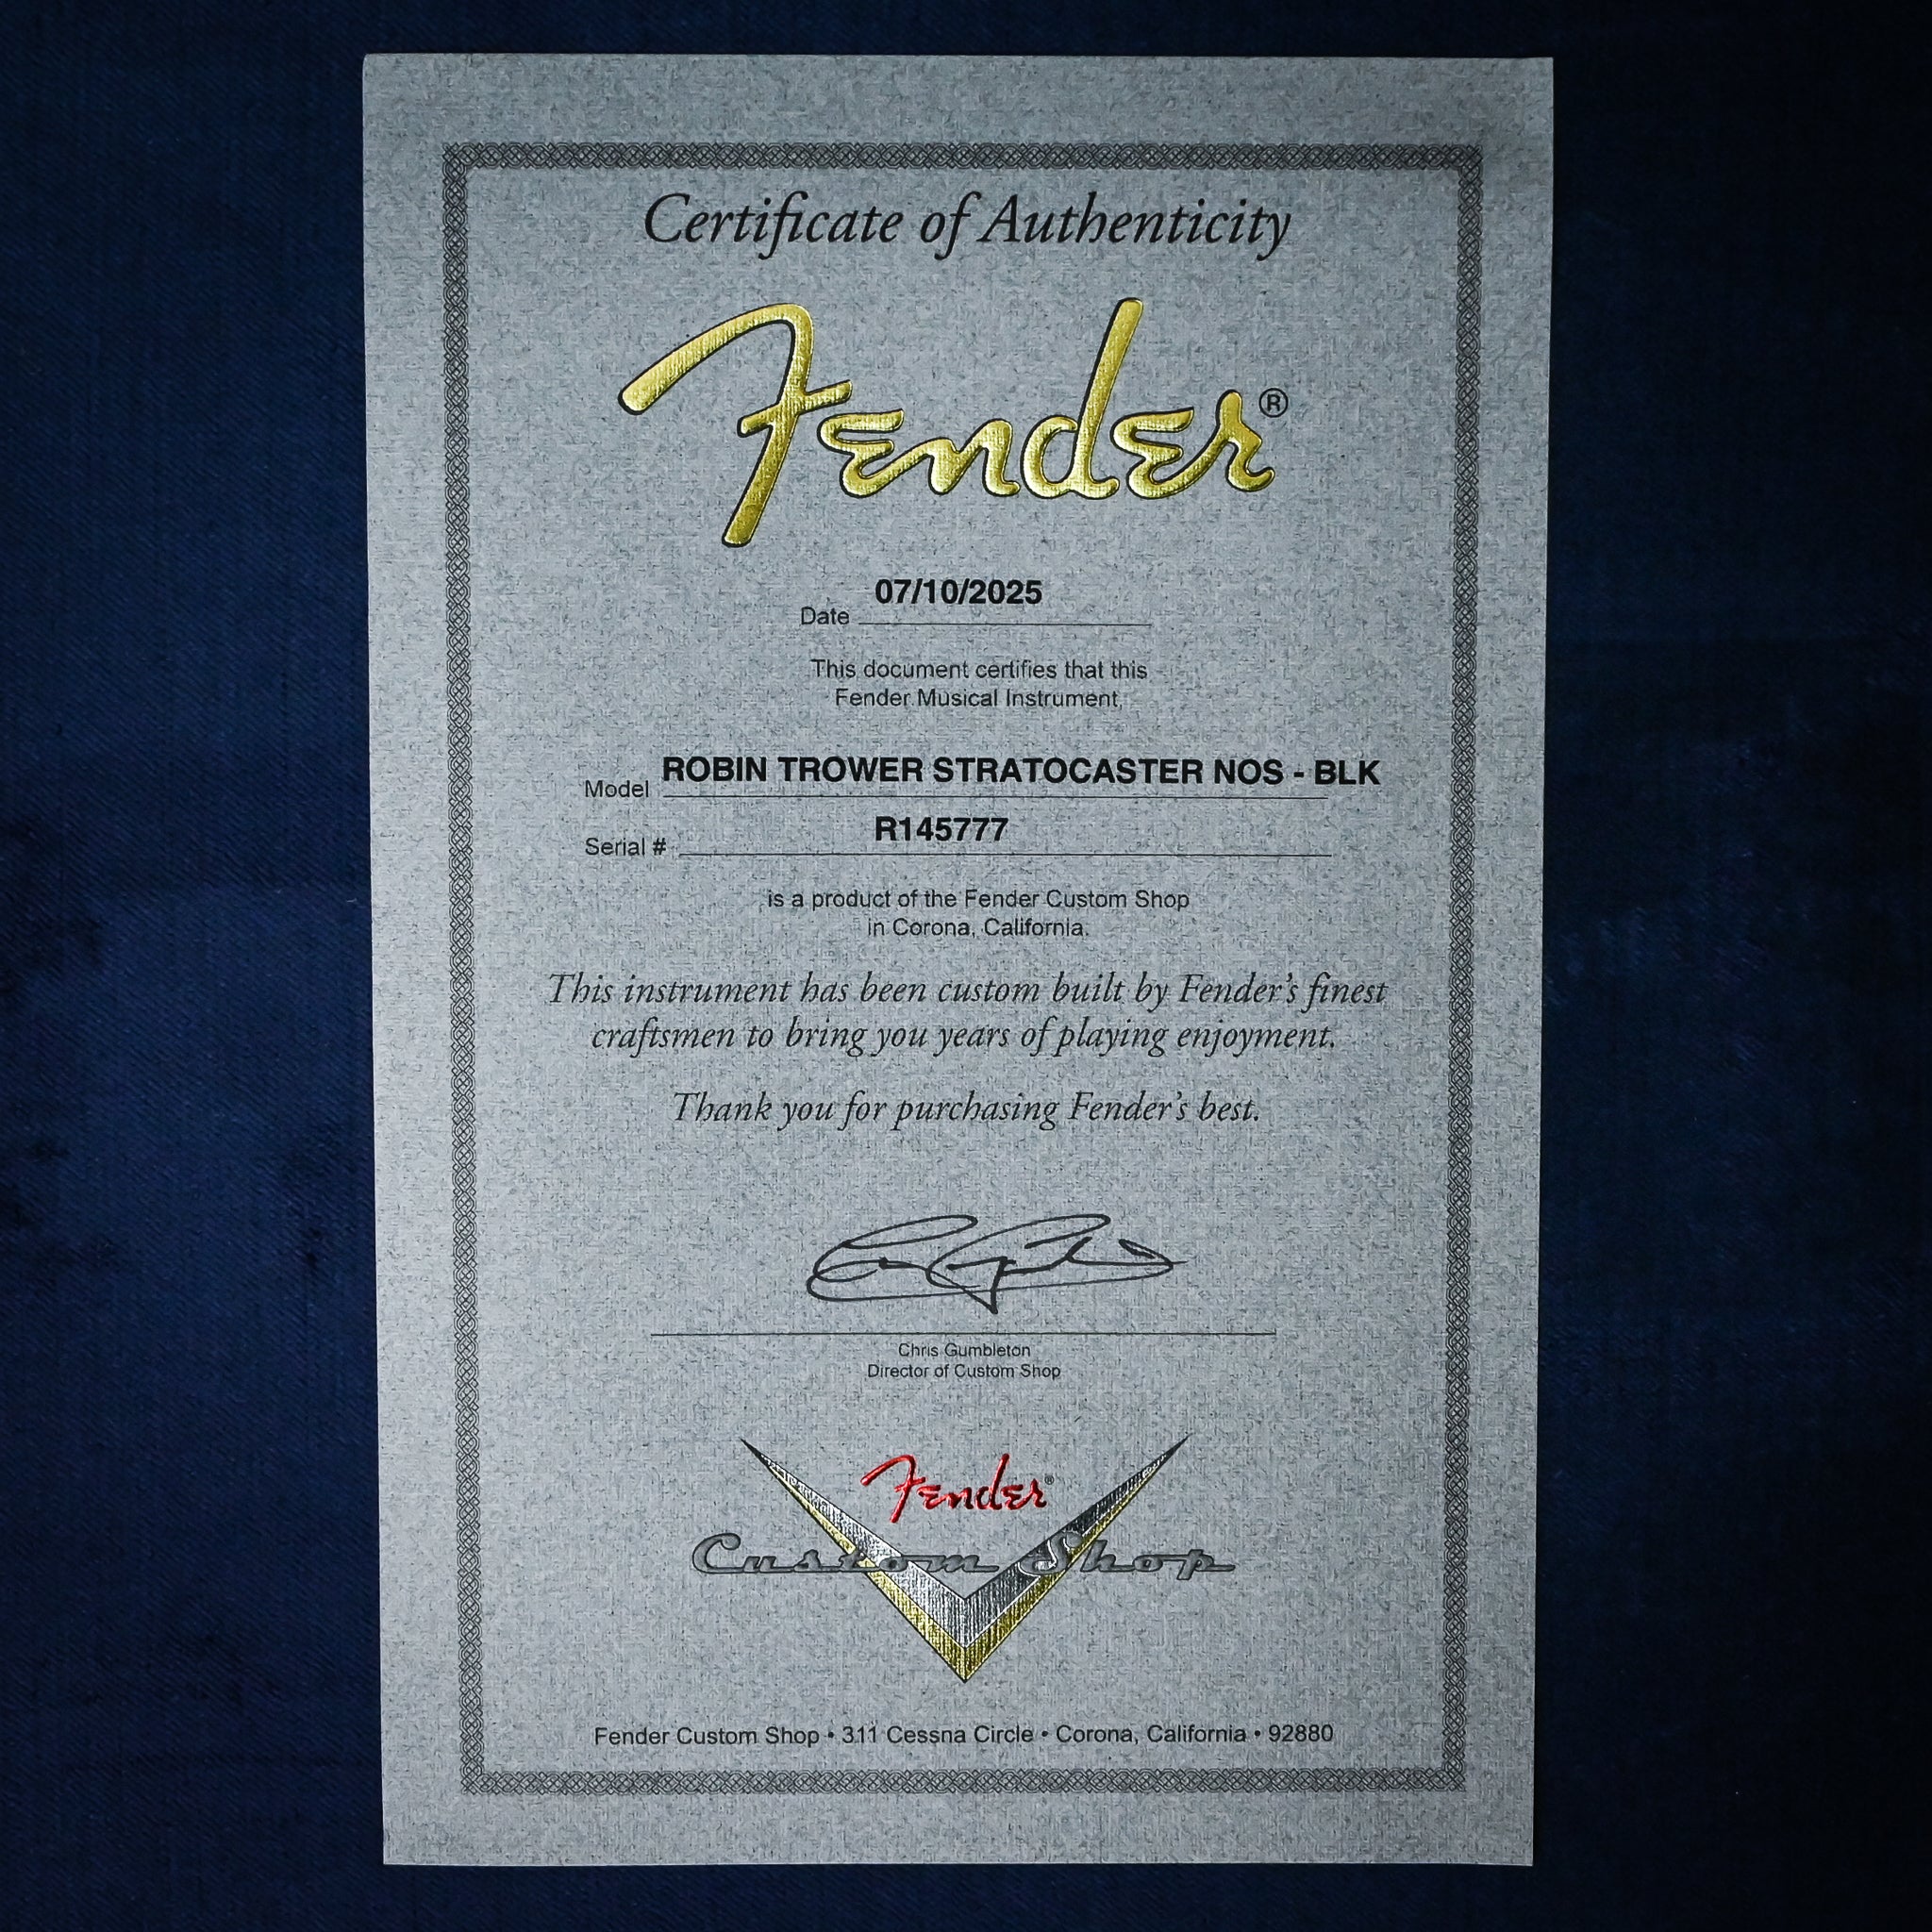 Certificate of Authenticity
Fender®
Date 07/10/2025
This document certifies that this
Fender Musical Instrument,
Model ROBIN TROWER STRATOCASTER NOS - BLK
Serial # R145777
is a product of the Fender Custom Shop
in Corona, California.
This instrument has been custom built by Fender's finest
craftsmen to bring you years of playing enjoyment.
Thank you for purchasing Fender's best.
Chris Gumbleton
Director of Custom Shop
Fender®
Custom Shop
Fender Custom Shop • 311 Cessna Circle • Corona, California • 92880